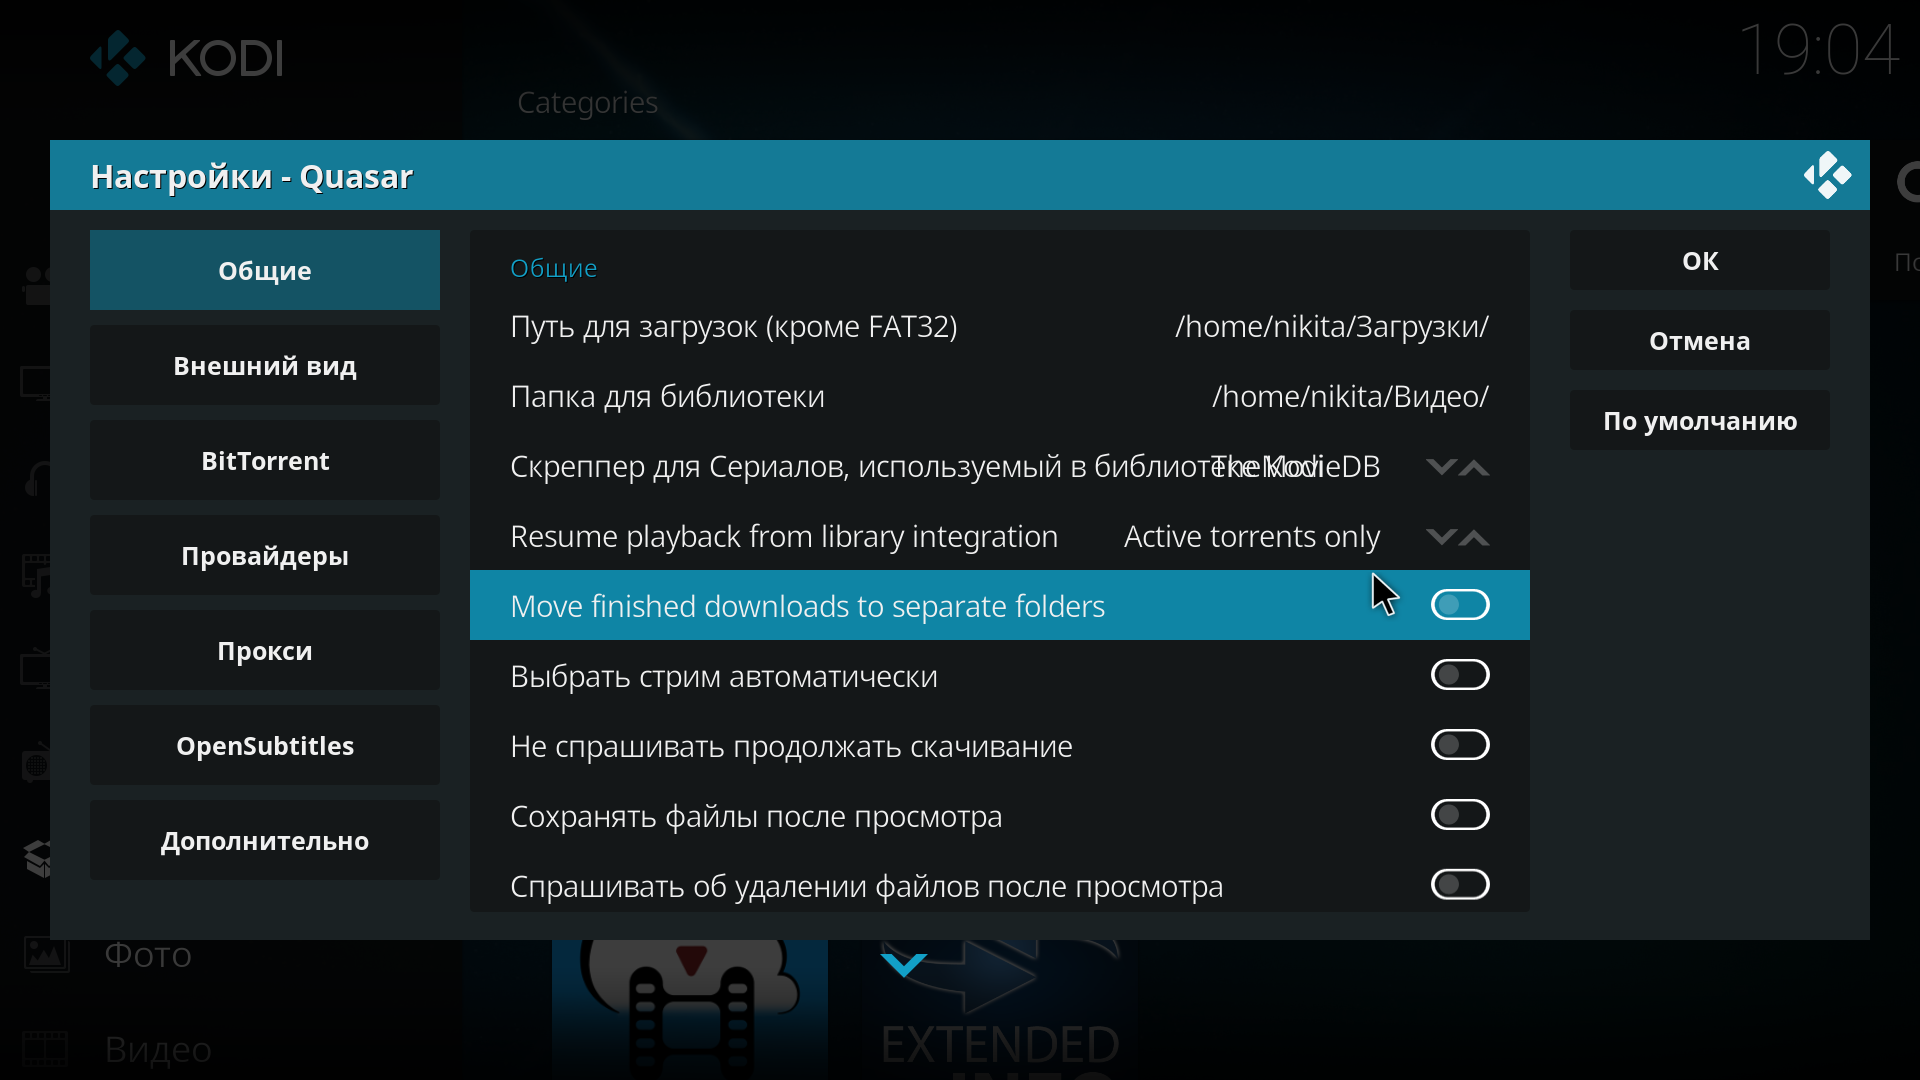 KODI
19:04
Categories
Настройки - Quasar
Общие
Внешний вид
BitTorrent
Провайдеры
Прокси
OpenSubtitles
Дополнительно
Общие
Путь для загрузок (кроме FAT32) /home/nikita/Загрузки/
Папка для библиотеки /home/nikita/Видео/
Скреппер для Сериалов, используемый в библиотеке Kodi TheMovieDB
Resume playback from library integration Active torrents only
Move finished downloads to separate folders
Выбрать стрим автоматически
Не спрашивать продолжать скачивание
Сохранять файлы после просмотра
Спрашивать об удалении файлов после просмотра
ОК
Отмена
По умолчанию
Фото
Видео
EXTENDED